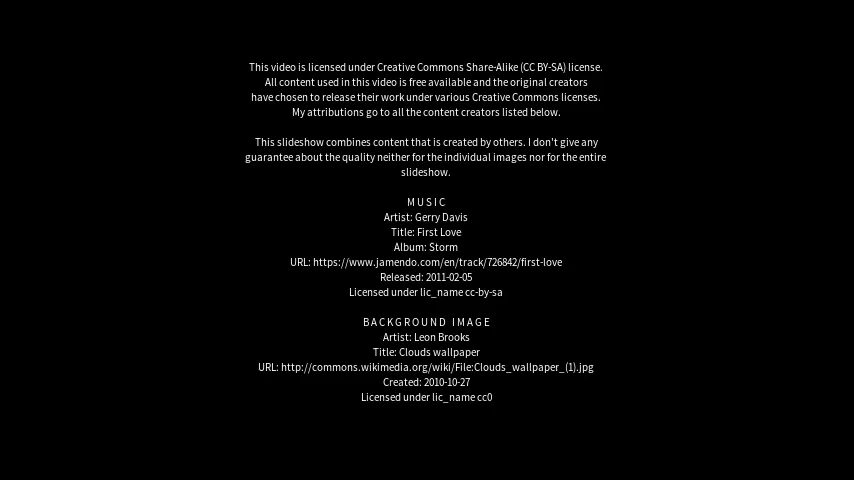 This video is licensed under Creative Commons Share-Alike (CC BY-SA) license.
All content used in this video is free available and the original creators
have chosen to release their work under various Creative Commons licenses.
My attributions go to all the content creators listed below.
This slideshow combines content that is created by others. I don't give any
guarantee about the quality neither for the individual images nor for the entire
slideshow.
MUSIC
Artist: Gerry Davis
Title: First Love
Album: Storm
URL: https://www.jamendo.com/en/track/726842/first-love
Released: 2011-02-05
Licensed under lic_name cc-by-sa
BACKGROUND IMAGE
Artist: Leon Brooks
Title: Clouds wallpaper
URL: http://commons.wikimedia.org/wiki/File:Clouds_wallpaper_(1).jpg
Created: 2010-10-27
Licensed under lic_name cc0